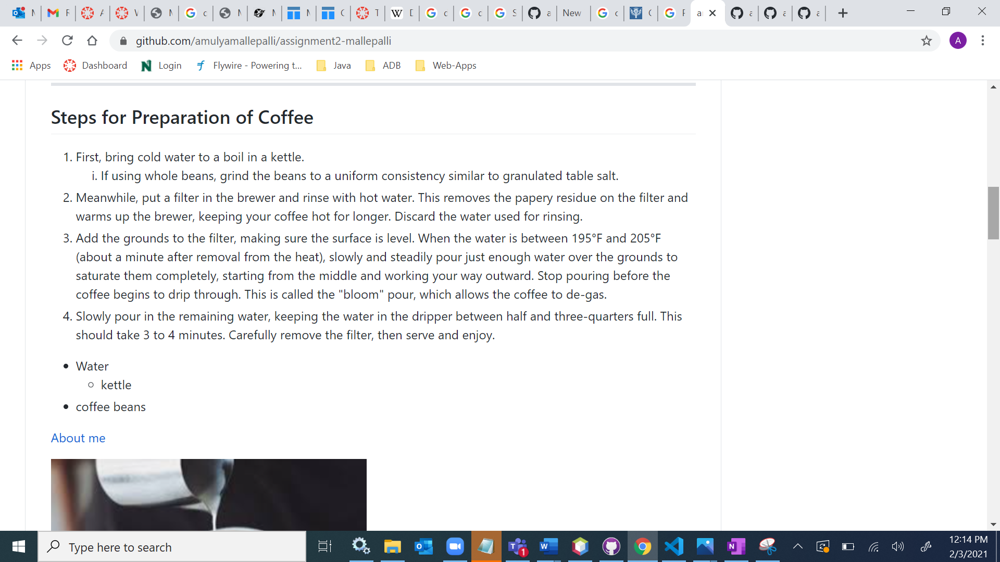 New
github.com/amulyamallepalli/assignment2-mallepalli
A
Apps
Dashboard
Login
Flywire - Powering t...
Java
ADB
Web-Apps
Steps for Preparation of Coffee
1. First, bring cold water to a boil in a kettle.
i. If using whole beans, grind the beans to a uniform consistency similar to granulated table salt.
2. Meanwhile, put a filter in the brewer and rinse with hot water. This removes the papery residue on the filter and
warms up the brewer, keeping your coffee hot for longer. Discard the water used for rinsing.
3. Add the grounds to the filter, making sure the surface is level. When the water is between 195°F and 205°F
(about a minute after removal from the heat), slowly and steadily pour just enough water over the grounds to
saturate them completely, starting from the middle and working your way outward. Stop pouring before the
coffee begins to drip through. This is called the "bloom" pour, which allows the coffee to de-gas.
4. Slowly pour in the remaining water, keeping the water in the dripper between half and three-quarters full. This
should take 3 to 4 minutes. Carefully remove the filter, then serve and enjoy.
Water
kettle
coffee beans
About me
Type here to search
12:14 PM
2/3/2021